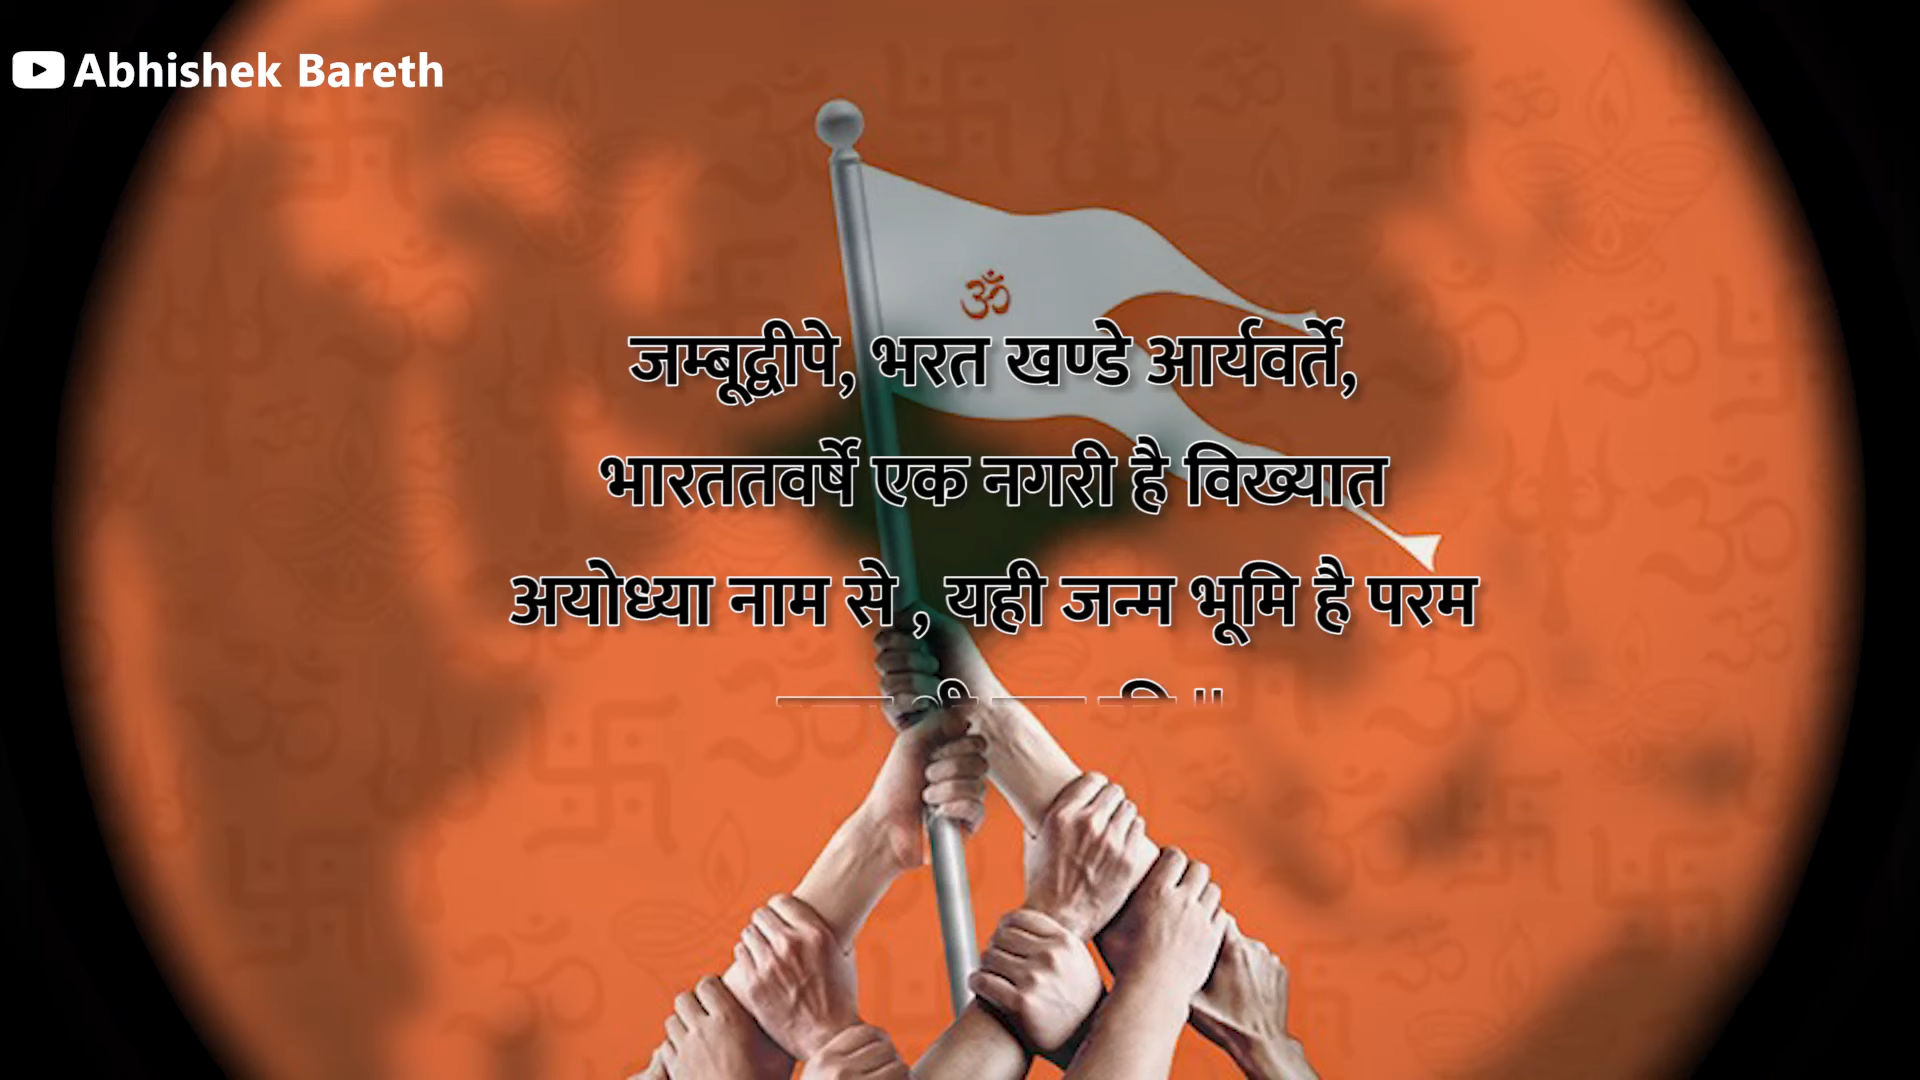 Abhishek Bareth
ॐ
जम्बूद्वीपे, भरत खण्डे आर्यवर्ते,
भारततवर्षे एक नगरी है विख्यात
अयोध्या नाम से , यही जन्म भूमि है परम